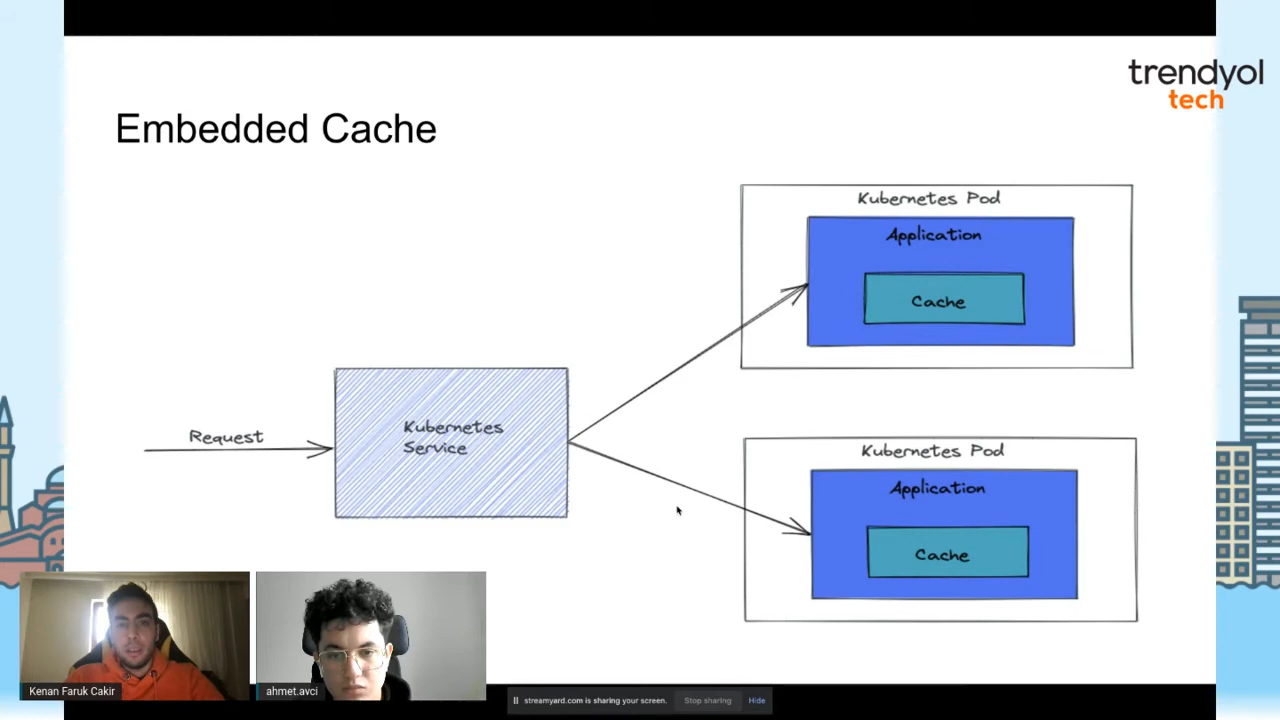 trendyol
tech
Embedded Cache
Kubernetes Pod
Application
Cache
Request
Kubernetes
Service
Kubernetes Pod
Application
Cache
Kenan Faruk Cakir
ahmet.avci
streamyard.com is sharing your screen.
Stop sharing
Hide